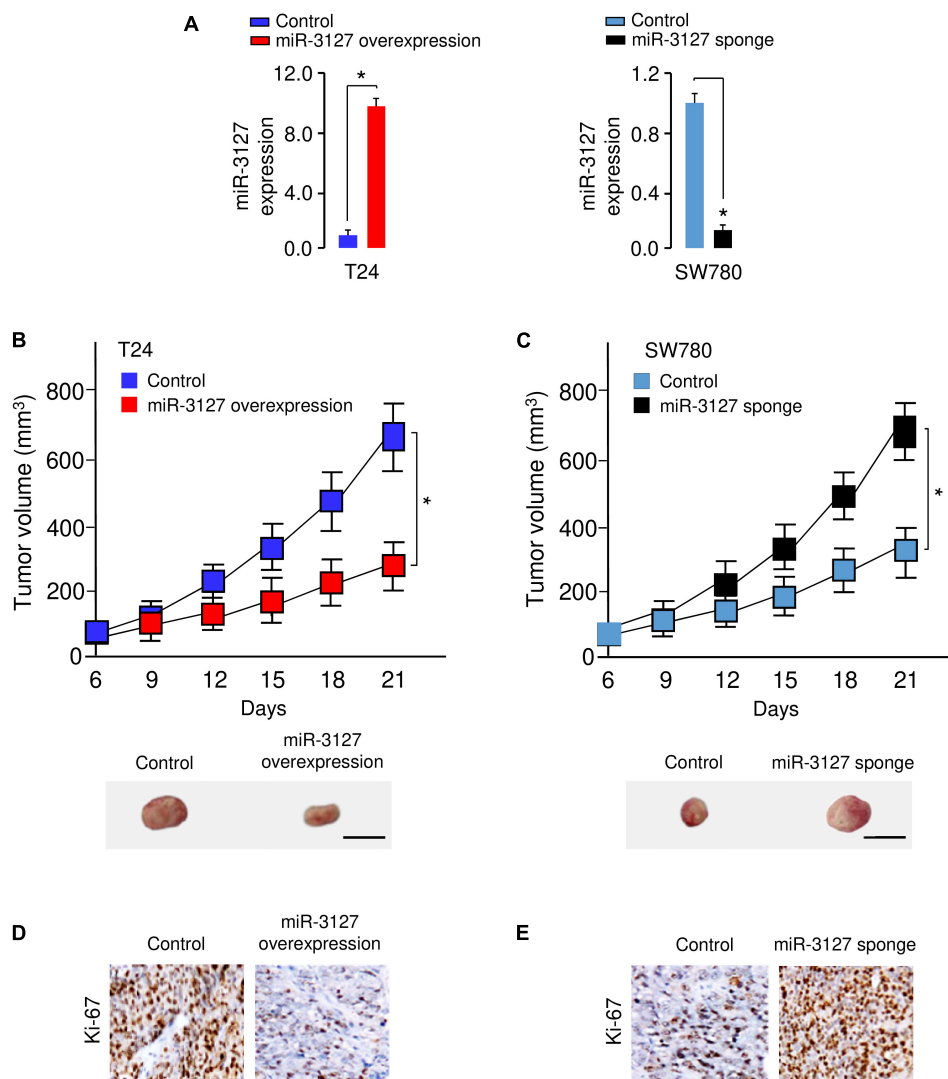 A
Control
miR-3127 overexpression
miR-3127
expression
12.0
8.0
4.0
0.0
*
T24
Control
miR-3127 sponge
miR-3127
expression
1.2
0.8
0.4
0.0
*
SW780
B
T24
Control
miR-3127 overexpression
Tumor volume (mm³)
800
600
400
200
0
*
6 9 12 15 18 21
Days
Control
miR-3127
overexpression
C
SW780
Control
miR-3127 sponge
Tumor volume (mm³)
800
600
400
200
0
*
6 9 12 15 18 21
Days
Control
miR-3127 sponge
D
Control
miR-3127
overexpression
Ki-67
E
Control
miR-3127 sponge
Ki-67